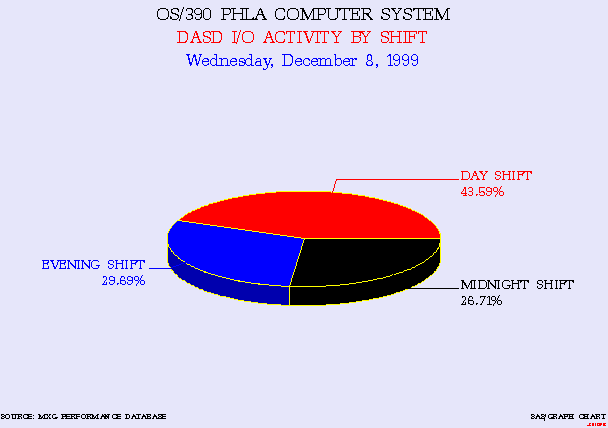 OS/390 PHLA COMPUTER SYSTEM
DASD I/O ACTIVITY BY SHIFT
Wednesday, December 8, 1999
DAY SHIFT
43.59%
EVENING SHIFT
29.69%
MIDNIGHT SHIFT
26.71%
SOURCE: MXG PERFORMANCE DATABASE
SAS/GRAPH CHART